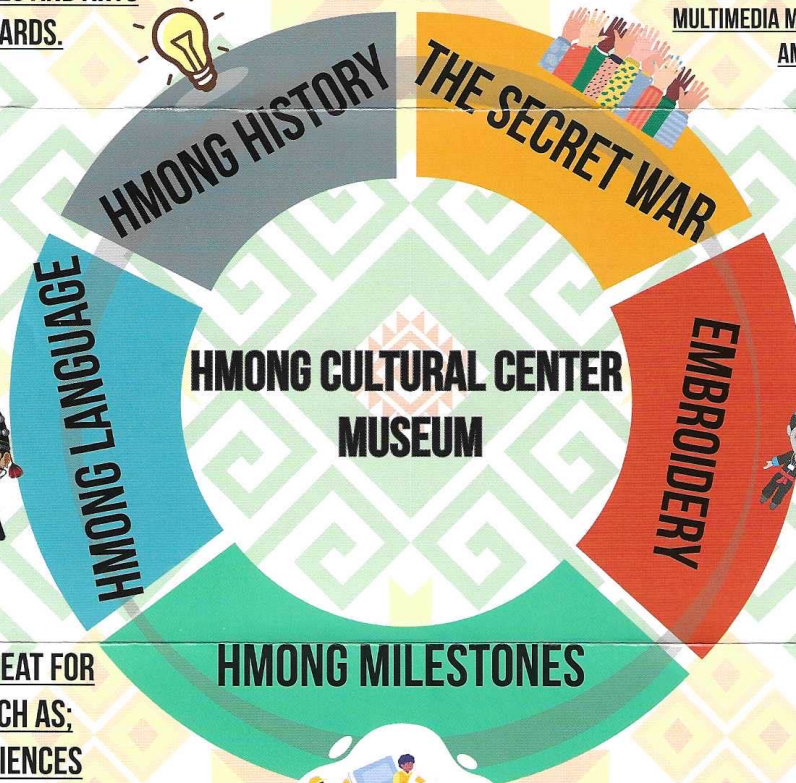 ARDS.
MULTIMEDIA
HMONG HISTORY
THE SECRET WAR
HMONG LANGUAGE
HMONG CULTURAL CENTER
MUSEUM
EMBROIDERY
HMONG MILESTONES
EAT FOR
CH AS;
IENCES